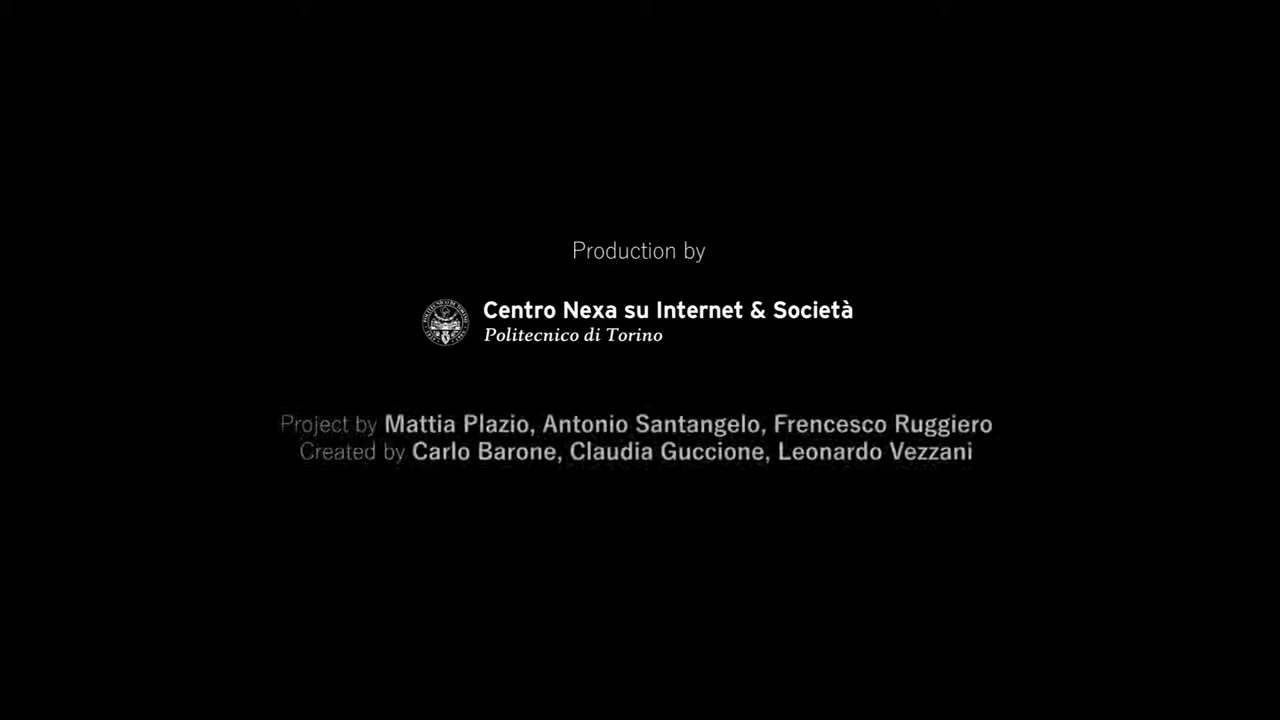 Production by
Centro Nexa su Internet & Società
Politecnico di Torino
Project by Mattia Plazio, Antonio Santangelo, Frencesco Ruggiero
Created by Carlo Barone, Claudia Guccione, Leonardo Vezzani